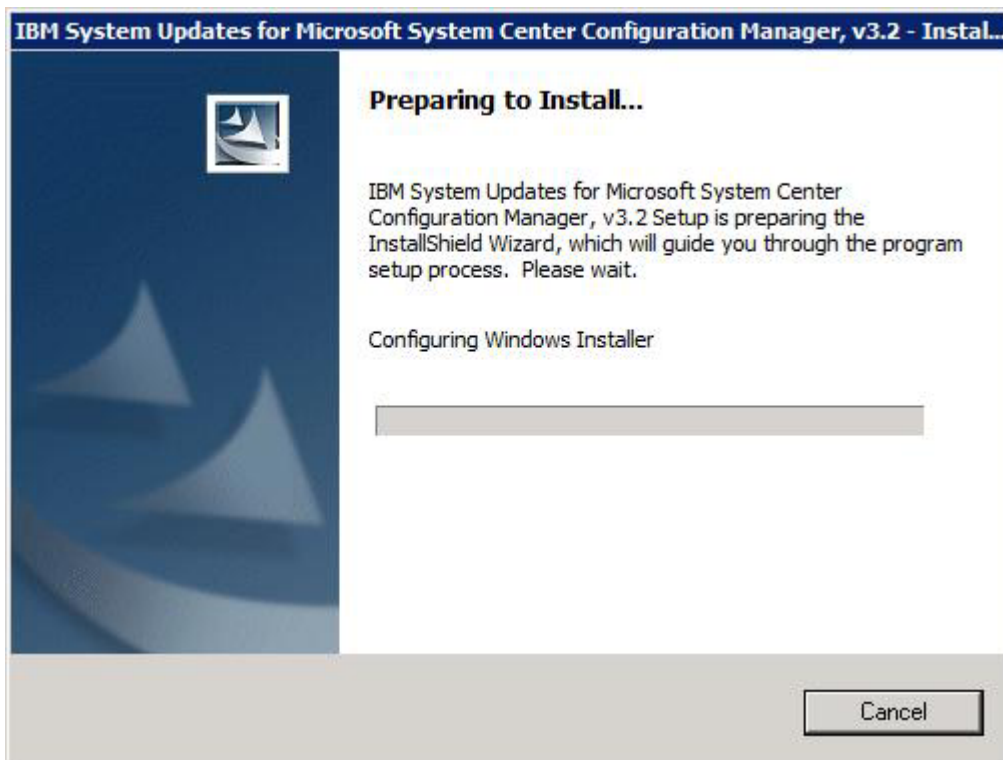 IBM System Updates for Microsoft System Center Configuration Manager, v3.2 - Instal...
Preparing to Install...
IBM System Updates for Microsoft System Center
Configuration Manager, v3.2 Setup is preparing the
InstallShield Wizard, which will guide you through the program
setup process.  Please wait.
Configuring Windows Installer
Cancel